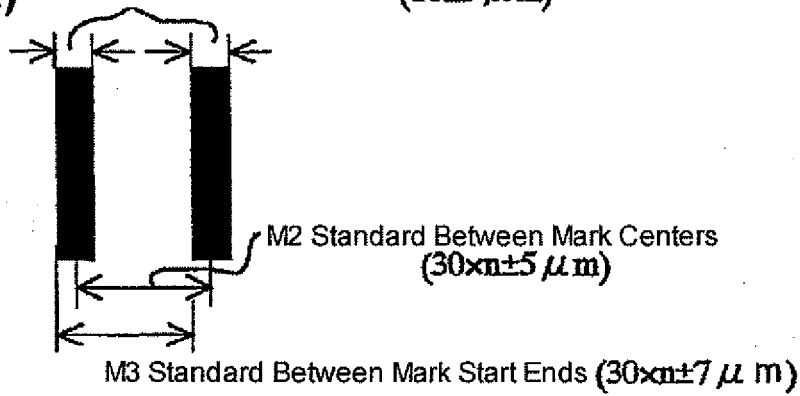 M2 Standard Between Mark Centers
(30×n±5 μm)
M3 Standard Between Mark Start Ends (30×n±7 μ m)